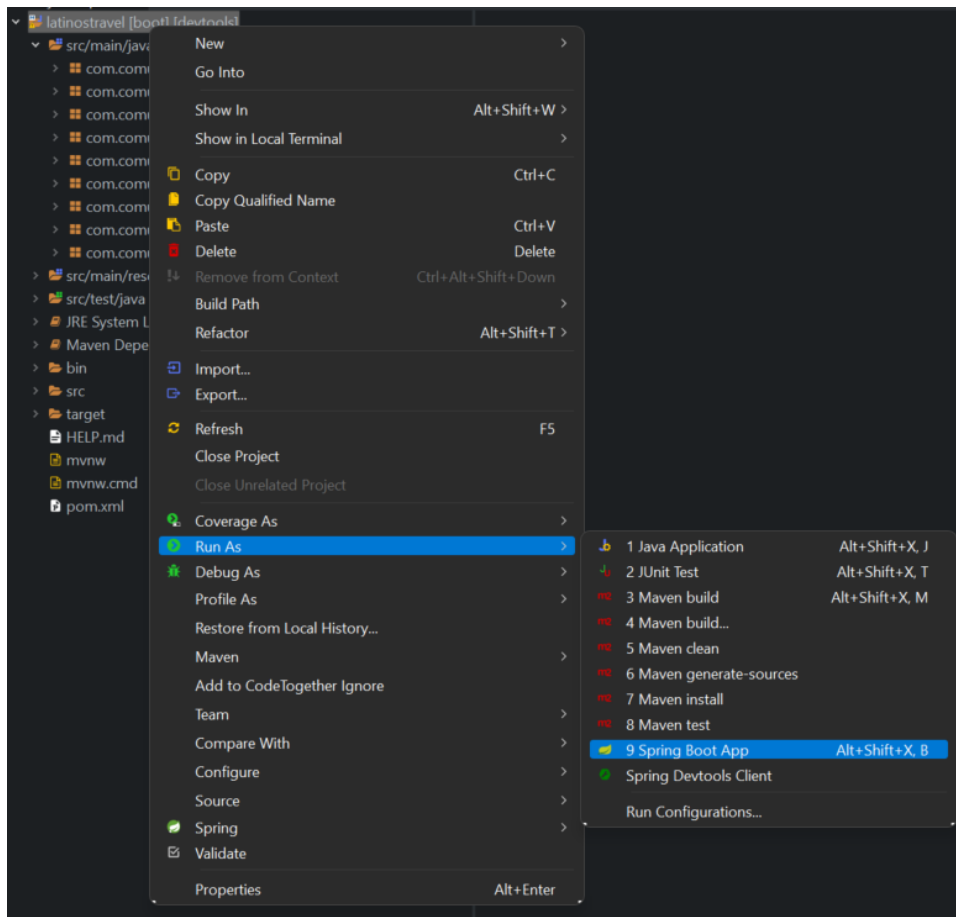 latinostravel [boot] [devtools]
src/main/java
com.com
com.com
com.com
com.com
com.com
com.com
com.com
com.com
com.com
src/main/res
src/test/java
JRE System L
Maven Depe
bin
src
target
HELP.md
mvnw
mvnw.cmd
pom.xml
New
Go Into
Show In Alt+Shift+W
Show in Local Terminal
Copy Ctrl+C
Copy Qualified Name
Paste Ctrl+V
Delete Delete
Remove from Context Ctrl+Alt+Shift+Down
Build Path
Refactor Alt+Shift+T
Import...
Export...
Refresh F5
Close Project
Close Unrelated Project
Coverage As
Run As
Debug As
Profile As
Restore from Local History...
Maven
Add to CodeTogether Ignore
Team
Compare With
Configure
Source
Spring
Validate
Properties Alt+Enter
1 Java Application Alt+Shift+X, J
2 JUnit Test Alt+Shift+X, T
3 Maven build Alt+Shift+X, M
4 Maven build...
5 Maven clean
6 Maven generate-sources
7 Maven install
8 Maven test
9 Spring Boot App Alt+Shift+X, B
Spring Devtools Client
Run Configurations...